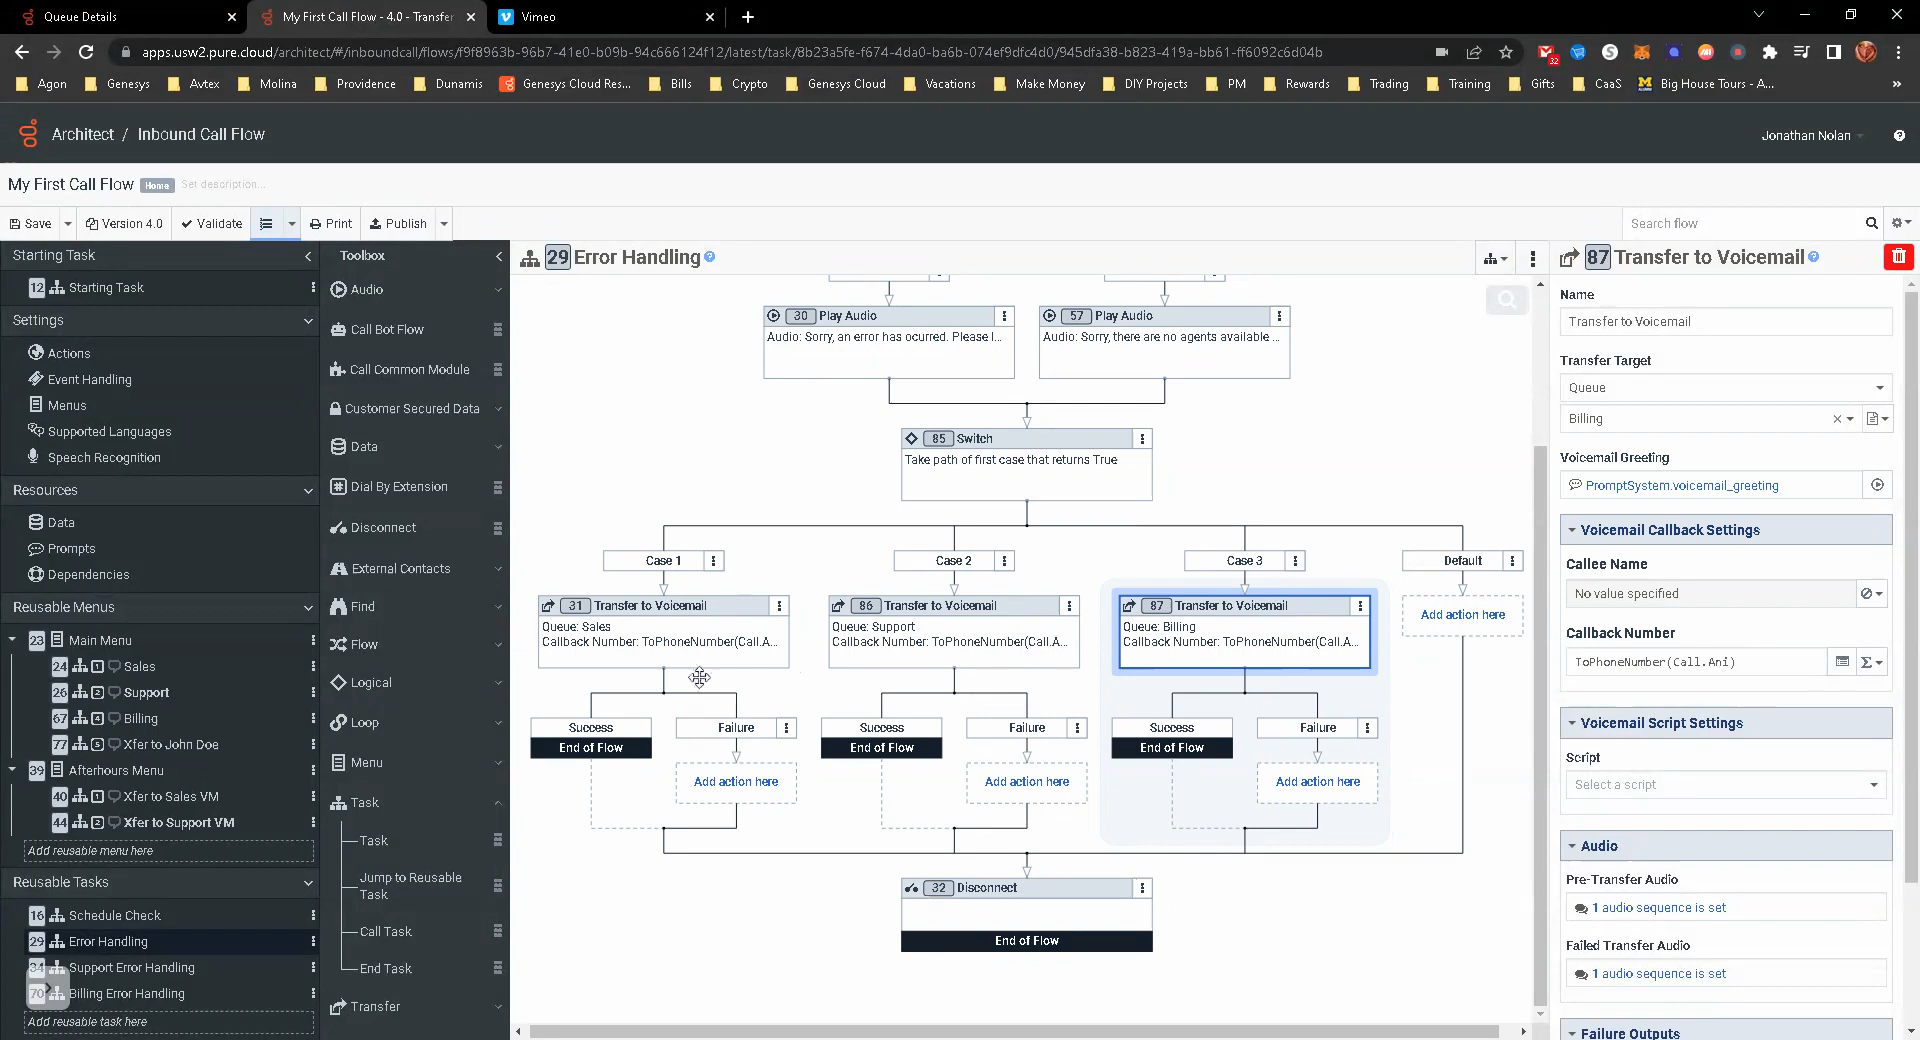 Queue Details
My First Call Flow - 4.0 - Transfer
Vimeo
apps.usw2.pure.cloud/architect/#/inboundcall/flows/f9f8963b-96b7-41e0-b09b-94c666124f12/latest/task/8b23a5fe-f674-4da0-ba6b-074ef9dfc4d0/945dfa38-b823-419a-bb61-ff6092c6d04b
32
Agon
Genesys
Avtex
Molina
Providence
Dunamis
Genesys Cloud Res...
Bills
Crypto
Genesys Cloud
Vacations
Make Money
DIY Projects
PM
Rewards
Trading
Training
Gifts
CaaS
Big House Tours - A...
Architect / Inbound Call Flow
Jonathan Nolan
My First Call Flow Home Set description...
Save
Version 4.0
Validate
Print
Publish
Search flow
Starting Task
12 Starting Task
Settings
Actions
Event Handling
Menus
Supported Languages
Speech Recognition
Resources
Data
Prompts
Dependencies
Reusable Menus
23 Main Menu
24 1 Sales
26 2 Support
67 4 Billing
77 5 Xfer to John Doe
39 Afterhours Menu
40 1 Xfer to Sales VM
44 2 Xfer to Support VM
Add reusable menu here
Reusable Tasks
16 Schedule Check
29 Error Handling
Support Error Handling
70 Billing Error Handling
Add reusable task here
Toolbox
Audio
Call Bot Flow
Call Common Module
Customer Secured Data
Data
Dial By Extension
Disconnect
External Contacts
Find
Flow
Logical
Loop
Menu
Task
Task
Jump to Reusable
Task
Call Task
End Task
Transfer
29 Error Handling
30 Play Audio
Audio: Sorry, an error has ocurred. Please l...
57 Play Audio
Audio: Sorry, there are no agents available ...
85 Switch
Take path of first case that returns True
Case 1
Case 2
Case 3
Default
31 Transfer to Voicemail
Queue: Sales
Callback Number: ToPhoneNumber(Call.A...
86 Transfer to Voicemail
Queue: Support
Callback Number: ToPhoneNumber(Call.A...
87 Transfer to Voicemail
Queue: Billing
Callback Number: ToPhoneNumber(Call.A...
Add action here
Success
End of Flow
Failure
Add action here
Success
End of Flow
Failure
Add action here
Success
End of Flow
Failure
Add action here
32 Disconnect
End of Flow
87 Transfer to Voicemail
Name
Transfer to Voicemail
Transfer Target
Queue
Billing
Voicemail Greeting
PromptSystem.voicemail_greeting
Voicemail Callback Settings
Callee Name
No value specified
Callback Number
ToPhoneNumber(Call.Ani)
Voicemail Script Settings
Script
Select a script
Audio
Pre-Transfer Audio
1 audio sequence is set
Failed Transfer Audio
1 audio sequence is set
Failure Outputs